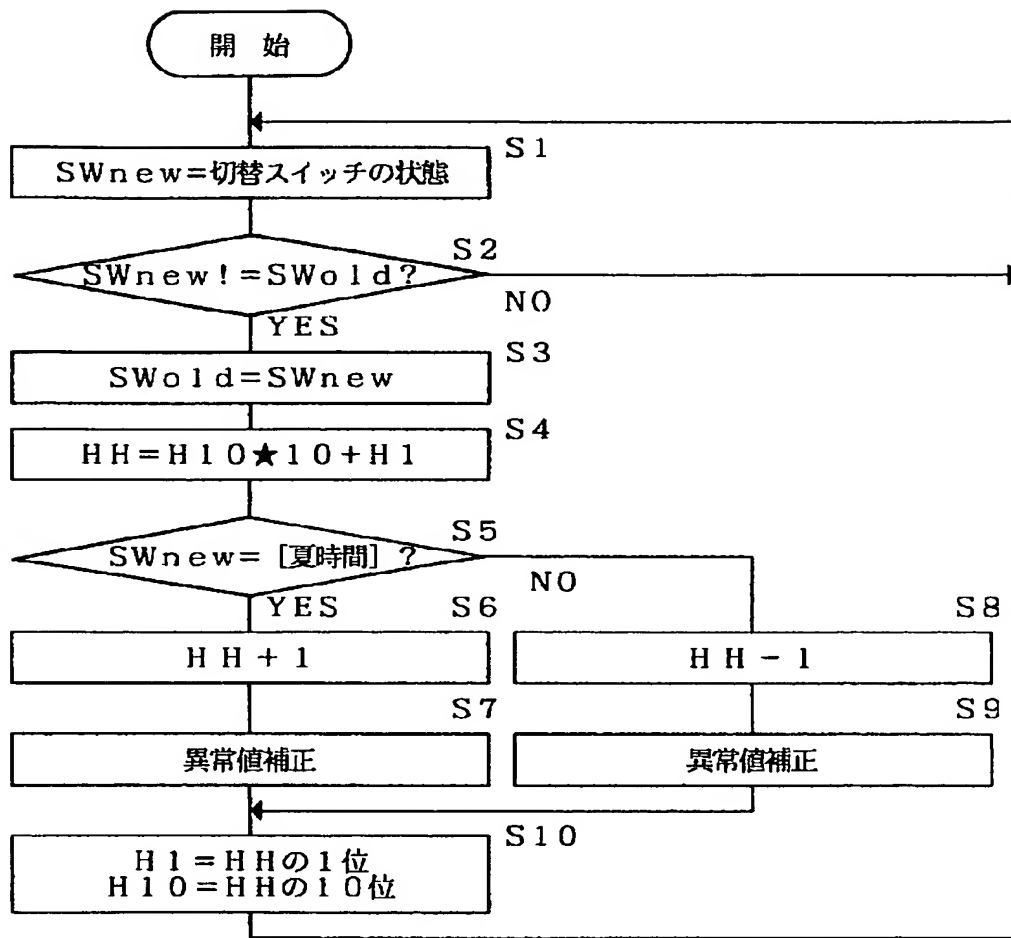 開 始
S1
SWnew=切替スイッチの状態
S2
SWnew!=SWold?
NO
YES
S3
SWold=SWnew
S4
HH=H10★10+H1
S5
SWnew=[夏時間]?
NO
YES
S6
S8
HH+1
HH-1
S7
S9
異常値補正
異常値補正
S10
H1=HHの1位
H10=HHの10位